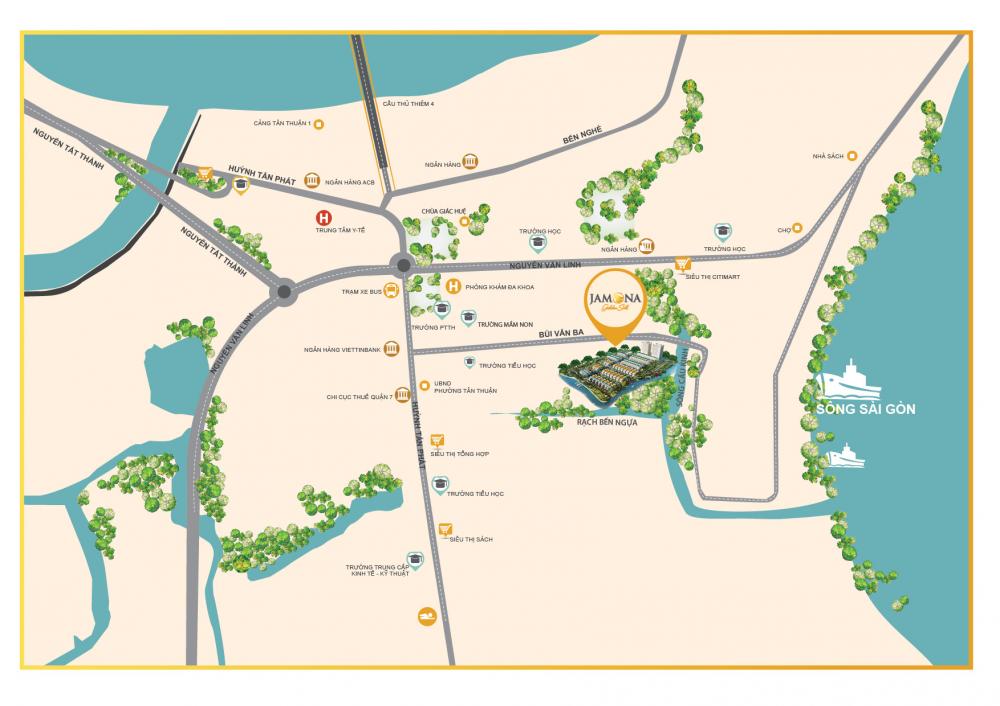 CẦU THỦ THIÊM 4
CẢNG TÂN THUẬN 1
NGUYỄN TẤT THÀNH
HUỲNH TẤN PHÁT
NGÂN HÀNG ACB
NGÂN HÀNG
BẾN NGHÉ
NHÀ SÁCH
TRUNG TÂM Y-TẾ
CHÙA GIÁC HUỆ
TRƯỜNG HỌC
NGÂN HÀNG
TRƯỜNG HỌC
CHỢ
NGUYỄN TẤT THÀNH
NGUYỄN VĂN LINH
SIÊU THỊ CITIMART
TRẠM XE BUS
PHÒNG KHÁM ĐA KHOA
JAMONA
Golden Silk
TRƯỜNG PTTH
TRƯỜNG MẦM NON
BÙI VĂN BA
NGUYỄN VĂN LINH
NGÂN HÀNG VIETTINBANK
TRƯỜNG TIỂU HỌC
SÔNG CẦU KINH
CHI CỤC THUẾ QUẬN 7
UBND
PHƯỜNG TÂN THUẬN
SÔNG SÀI GÒN
RẠCH BẾN NGỰA
HUỲNH TẤN PHÁT
SIÊU THỊ TỔNG HỢP
TRƯỜNG TIỂU HỌC
SIÊU THỊ SÁCH
TRƯỜNG TRUNG CẤP
KINH TẾ - KỸ THUẬT